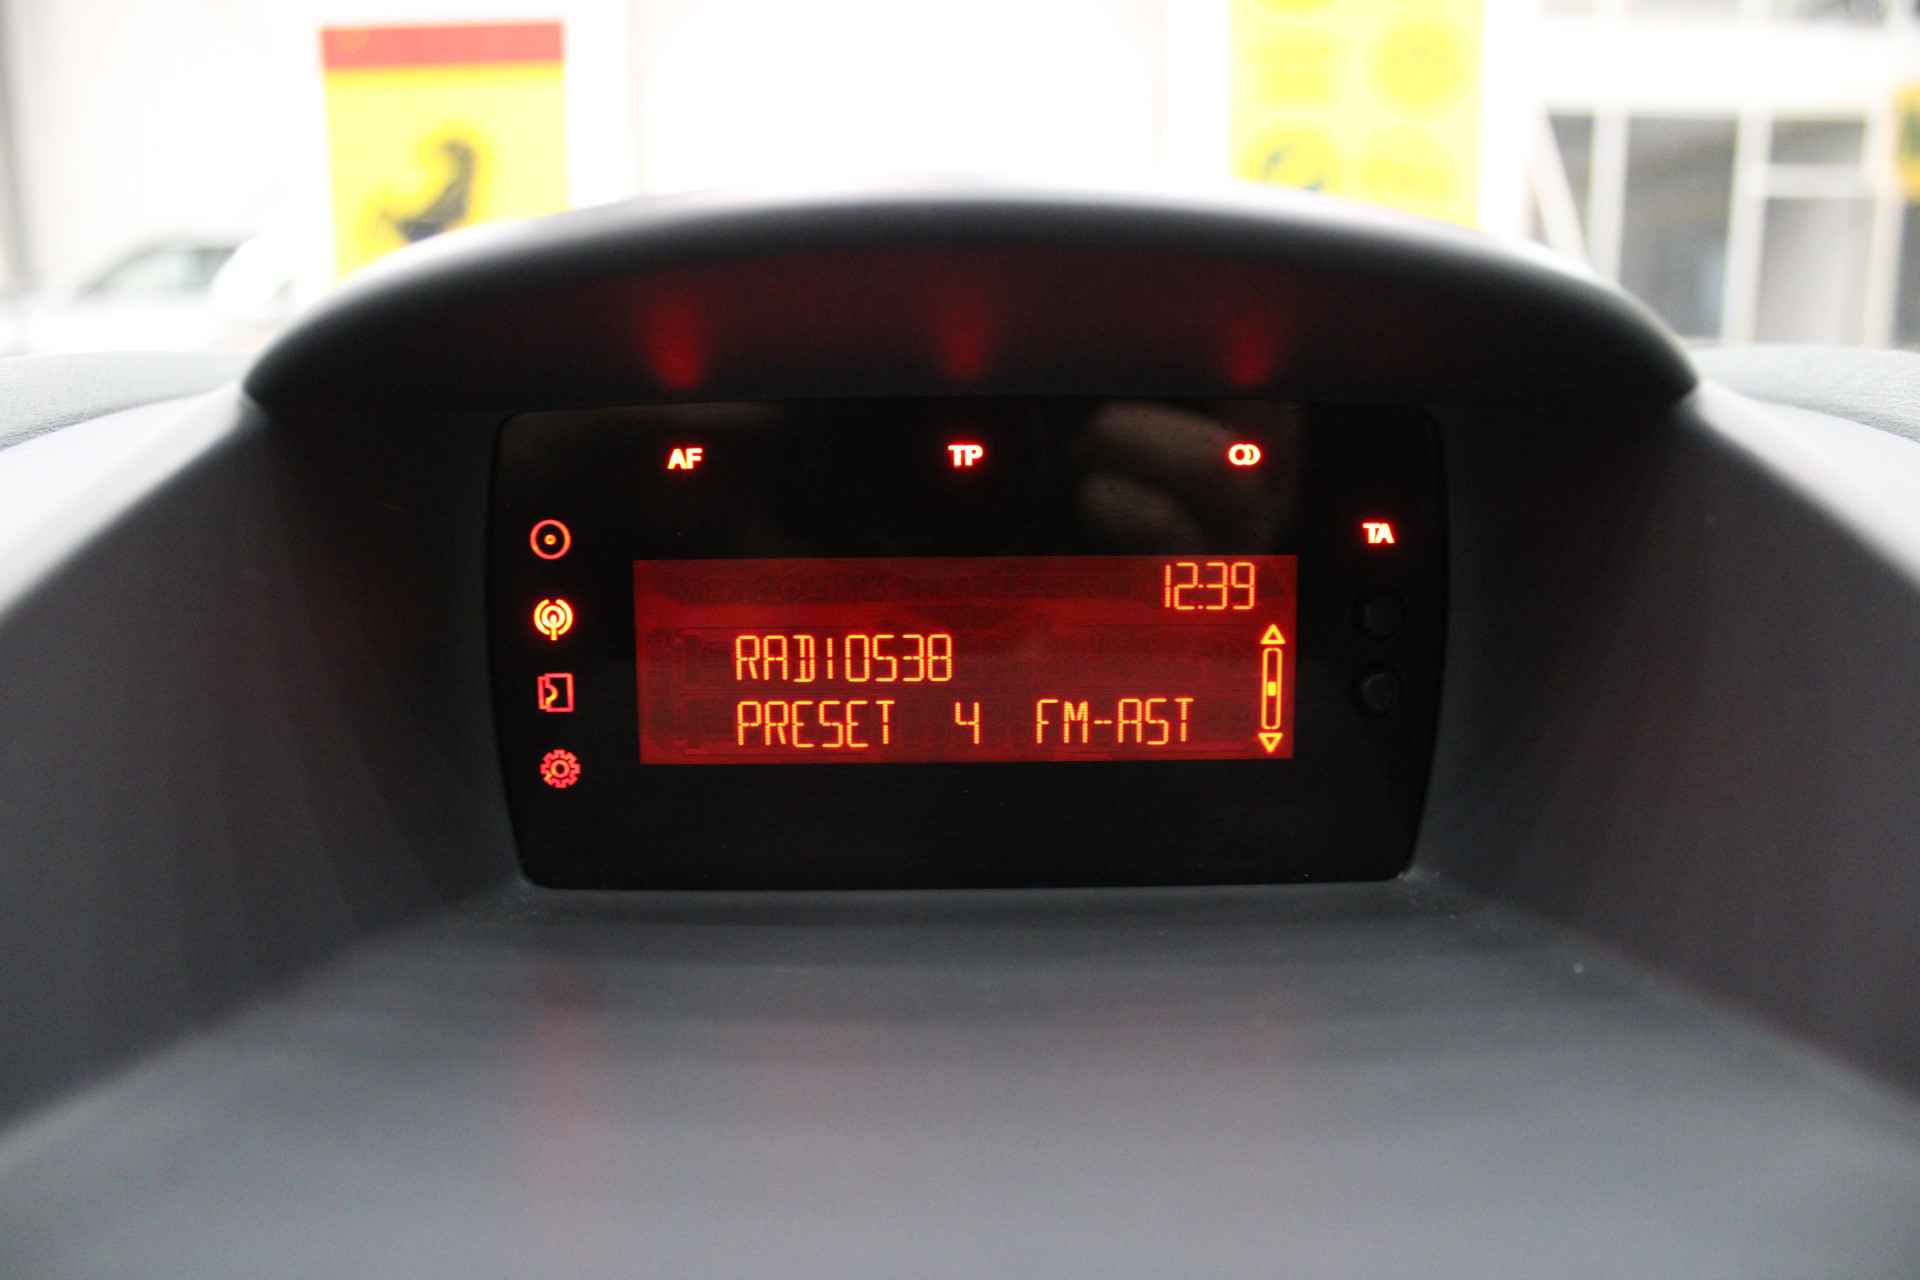 AF TP
TA
12:39
RADIO538
PRESET 4 FM-AST